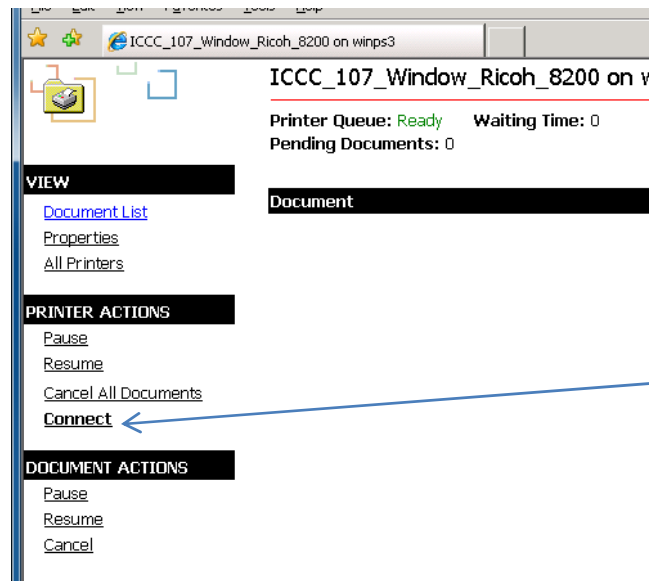 ICCC_107_Window_Ricoh_8200 on winps3
ICCC_107_Window_Ricoh_8200 on
Printer Queue: Ready Waiting Time: 0
Pending Documents: 0
VIEW
Document List
Properties
All Printers
Document
PRINTER ACTIONS
Pause
Resume
Cancel All Documents
Connect
DOCUMENT ACTIONS
Pause
Resume
Cancel